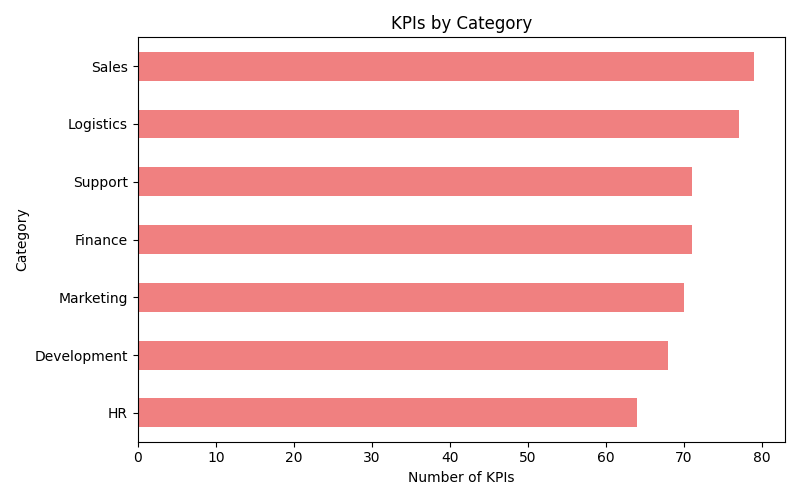 KPIs by Category
Category
Sales
Logistics
Support
Finance
Marketing
Development
HR
0 10 20 30 40 50 60 70 80
Number of KPIs